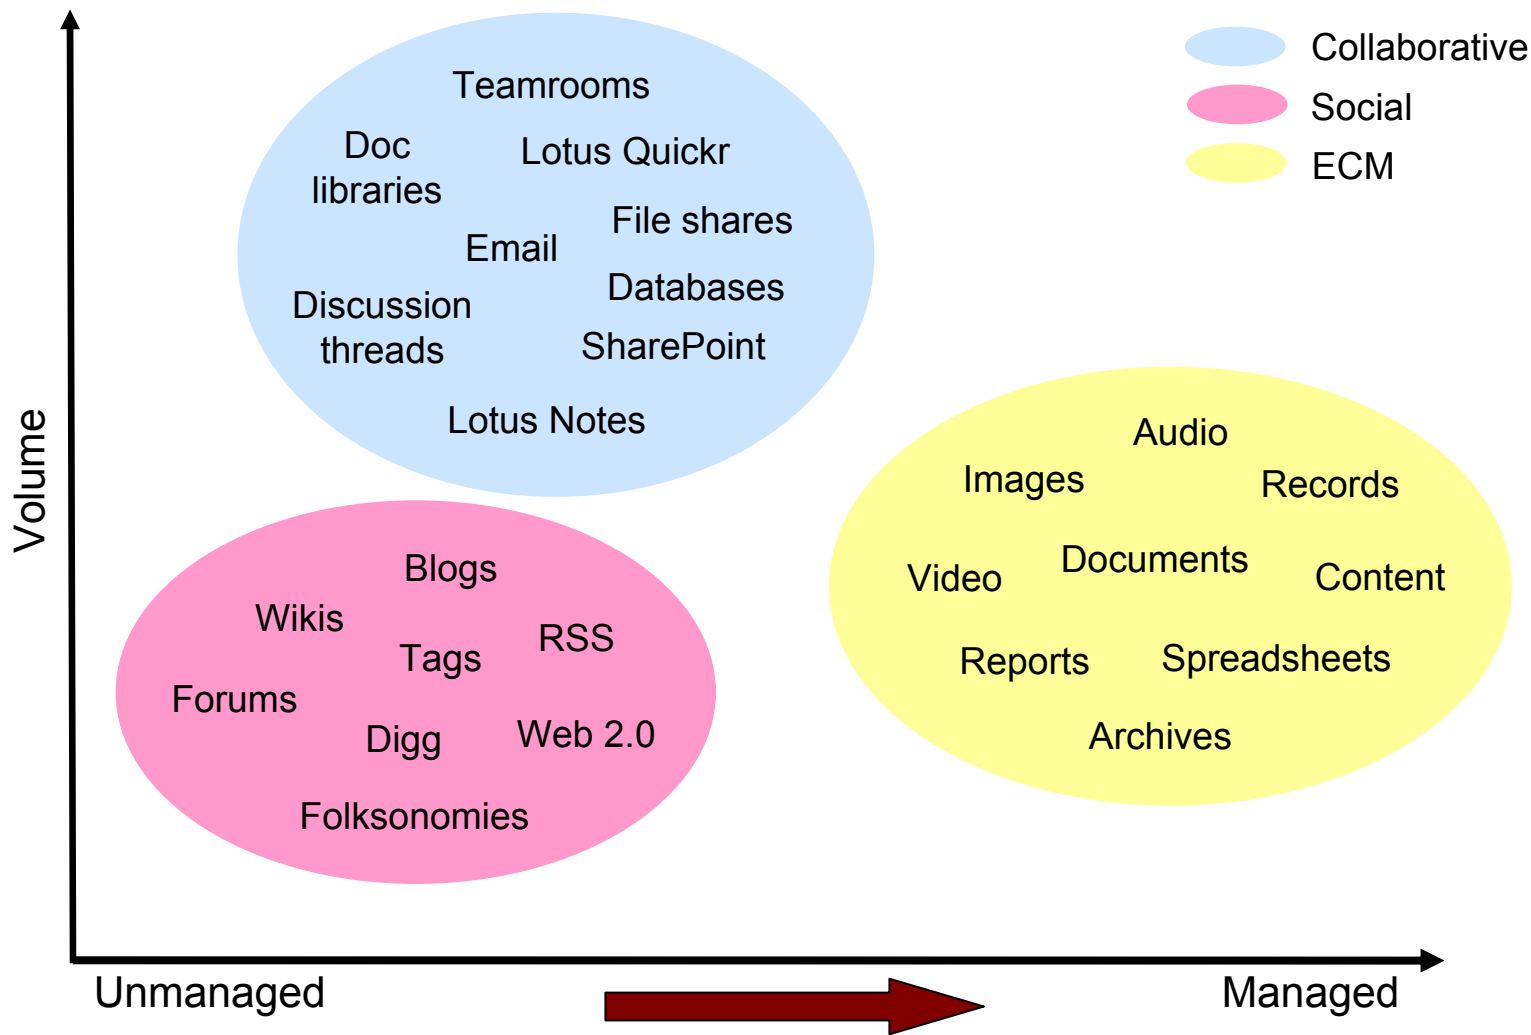 Collaborative
Social
ECM
Teamrooms
Doc
libraries
Lotus Quickr
File shares
Email
Databases
Discussion
threads
SharePoint
Lotus Notes
Volume
Audio
Images
Records
Documents
Video
Content
Reports
Spreadsheets
Archives
Blogs
Wikis
RSS
Tags
Forums
Digg
Web 2.0
Folksonomies
Unmanaged
Managed